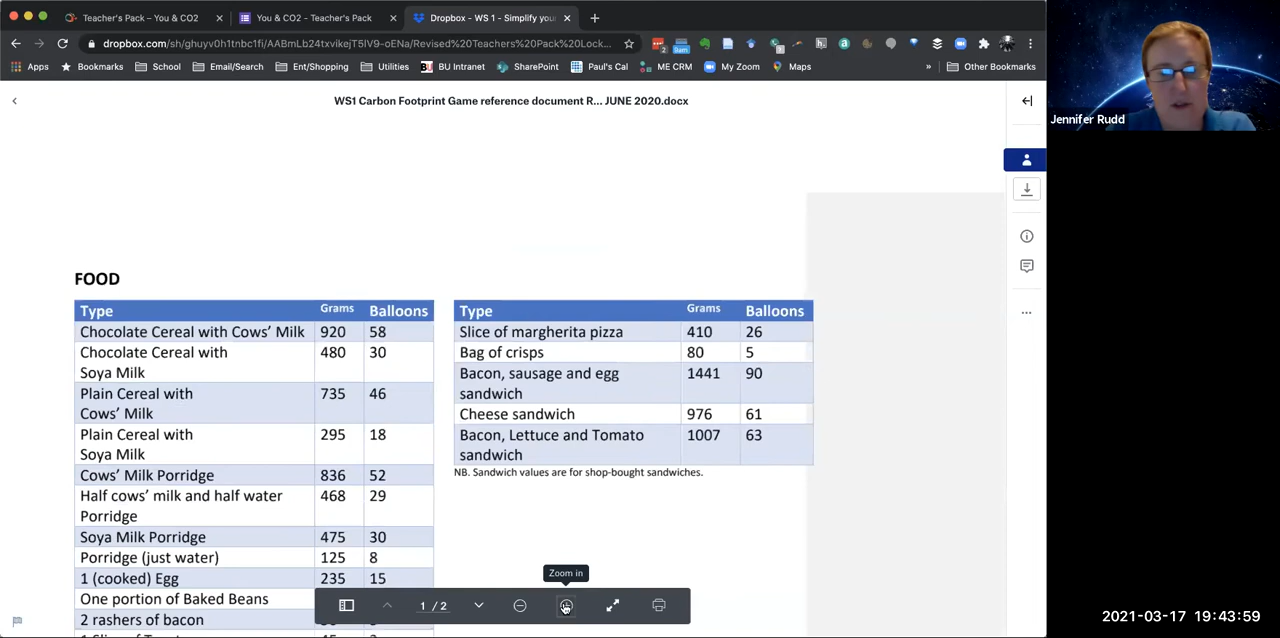 Teacher's Pack – You & CO2
You & CO2 - Teacher's Pack
Dropbox - WS 1 - Simplify your
dropbox.com/sh/ghuyv0h1tnbc1fi/AABmLb24txvikejT5IV9-oENa/Revised%20Teachers%20Pack%20Lock...
Apps
Bookmarks
School
Email/Search
Ent/Shopping
Utilities
BU Intranet
SharePoint
Paul's Cal
ME CRM
My Zoom
Maps
»
Other Bookmarks
WS1 Carbon Footprint Game reference document R... JUNE 2020.docx
Jennifer Rudd
FOOD
Type Grams Balloons
Chocolate Cereal with Cows' Milk 920 58
Chocolate Cereal with 480 30
Soya Milk
Plain Cereal with 735 46
Cows' Milk
Plain Cereal with 295 18
Soya Milk
Cows' Milk Porridge 836 52
Half cows' milk and half water 468 29
Porridge
Soya Milk Porridge 475 30
Porridge (just water) 125 8
1 (cooked) Egg 235 15
One portion of Baked Beans
2 rashers of bacon
Type Grams Balloons
Slice of margherita pizza 410 26
Bag of crisps 80 5
Bacon, sausage and egg 1441 90
sandwich
Cheese sandwich 976 61
Bacon, Lettuce and Tomato 1007 63
sandwich
NB. Sandwich values are for shop-bought sandwiches.
Zoom in
1 / 2
2021-03-17 19:43:59